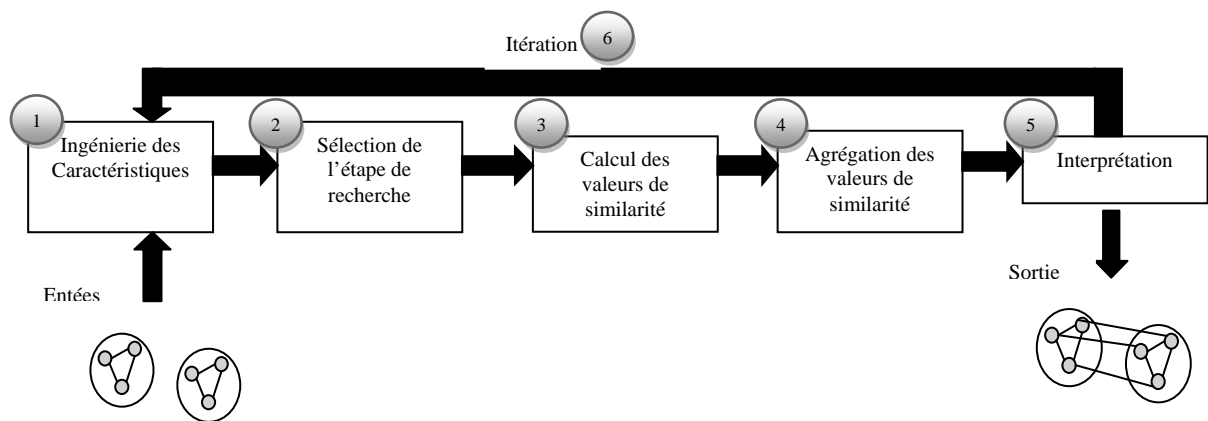 Itération
6
1
Ingénierie des
Caractéristiques
2
Sélection de
l'étape de
recherche
3
Calcul des
valeurs de
similarité
4
Agrégation des
valeurs de
similarité
5
Interprétation
Entées
Sortie